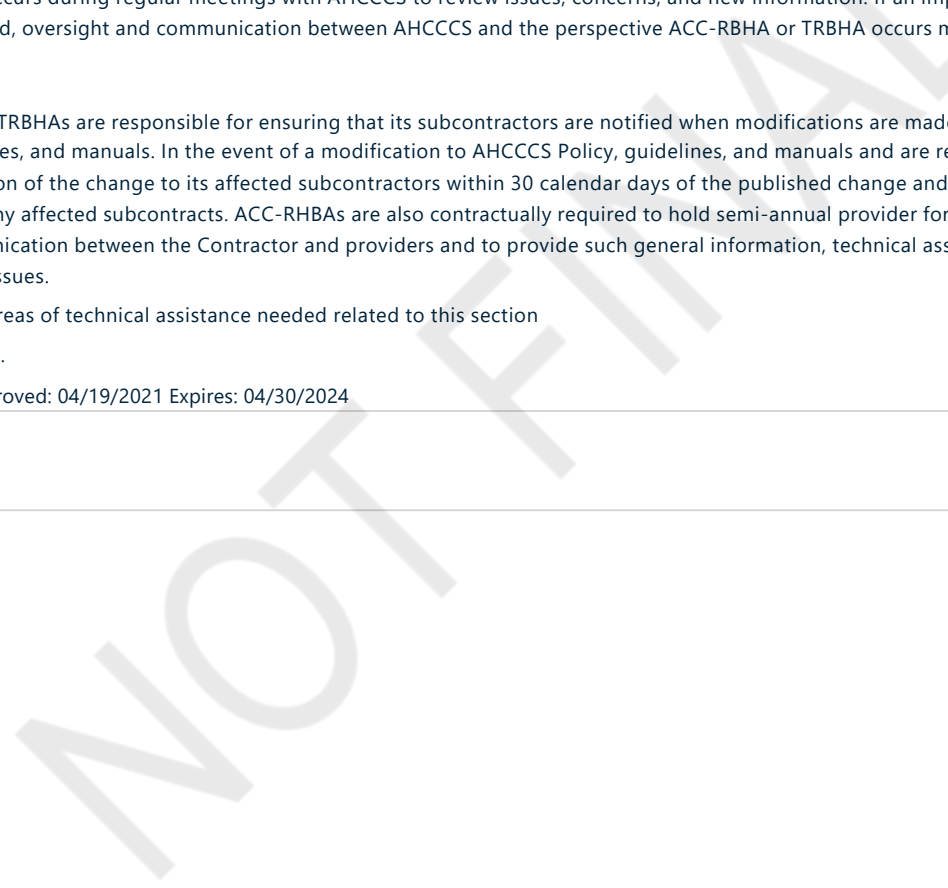 ccurs during regular meetings with AHCCCS to review issues, concerns, and new information. If an imp
d, oversight and communication between AHCCCS and the perspective ACC-RBHA or TRBHA occurs m
TRBHAs are responsible for ensuring that its subcontractors are notified when modifications are made
es, and manuals. In the event of a modification to AHCCCS Policy, guidelines, and manuals and are re
on of the change to its affected subcontractors within 30 calendar days of the published change and
ny affected subcontracts. ACC-RHBAs are also contractually required to hold semi-annual provider for
nication between the Contractor and providers and to provide such general information, technical ass
ssues.
reas of technical assistance needed related to this section
.
roved: 04/19/2021 Expires: 04/30/2024
NOT FINAL